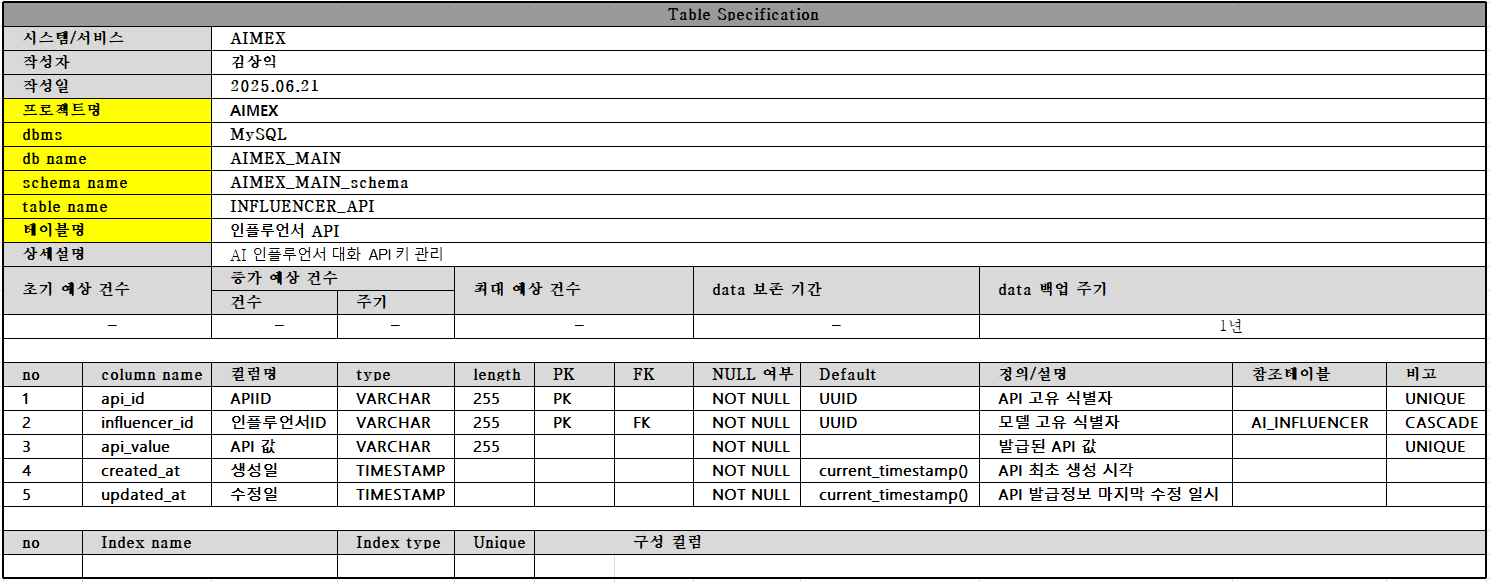 Table Specification
시스템/서비스 AIMEX
작성자 김상익
작성일 2025.06.21
프로젝트명 AIMEX
dbms MySQL
db name AIMEX_MAIN
schema name AIMEX_MAIN_schema
table name INFLUENCER_API
테이블명 인플루언서 API
상세설명 AI 인플루언서 대화 API 키 관리
초기 예상 건수 증가 예상 건수 최대 예상 건수 data 보존 기간 data 백업 주기
건수 주기
– – – – – 1년
no column name 컬럼명 type length PK FK NULL 여부 Default 정의/설명 참조테이블 비고
1 api_id APIID VARCHAR 255 PK NOT NULL UUID API 고유 식별자 UNIQUE
2 influencer_id 인플루언서ID VARCHAR 255 PK FK NOT NULL UUID 모델 고유 식별자 AI_INFLUENCER CASCADE
3 api_value API 값 VARCHAR 255 NOT NULL 발급된 API 값 UNIQUE
4 created_at 생성일 TIMESTAMP NOT NULL current_timestamp() API 최초 생성 시각
5 updated_at 수정일 TIMESTAMP NOT NULL current_timestamp() API 발급정보 마지막 수정 일시
no Index name Index type Unique 구성 컬럼